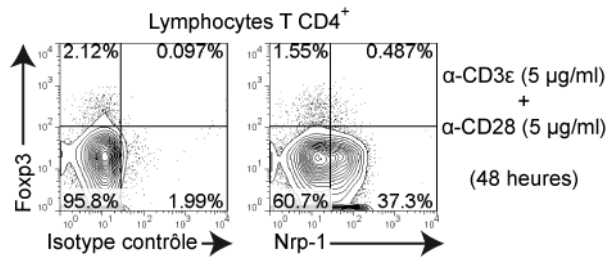 Lymphocytes T CD4⁺
2.12% 0.097% 1.55% 0.487%
α-CD3ε (5 µg/ml)
+
α-CD28 (5 µg/ml)
(48 heures)
Foxp3
10⁴ 10³ 10² 10¹ 10⁰
10⁴ 10³ 10² 10¹ 10⁰
95.8% 1.99% 60.7% 37.3%
10⁰ 10¹ 10² 10³ 10⁴ 10⁰ 10¹ 10² 10³ 10⁴
Isotype contrôle Nrp-1